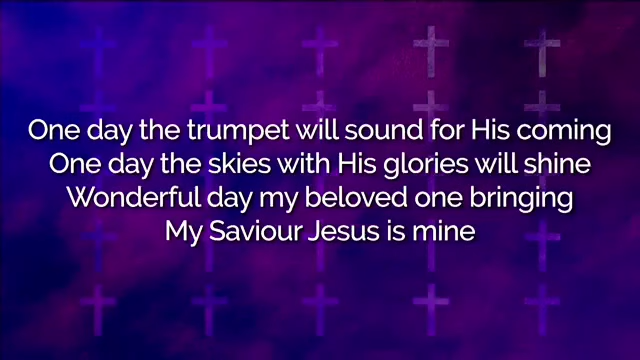 One day the trumpet will sound for His coming
One day the skies with His glories will shine
Wonderful day my beloved one bringing
My Saviour Jesus is mine